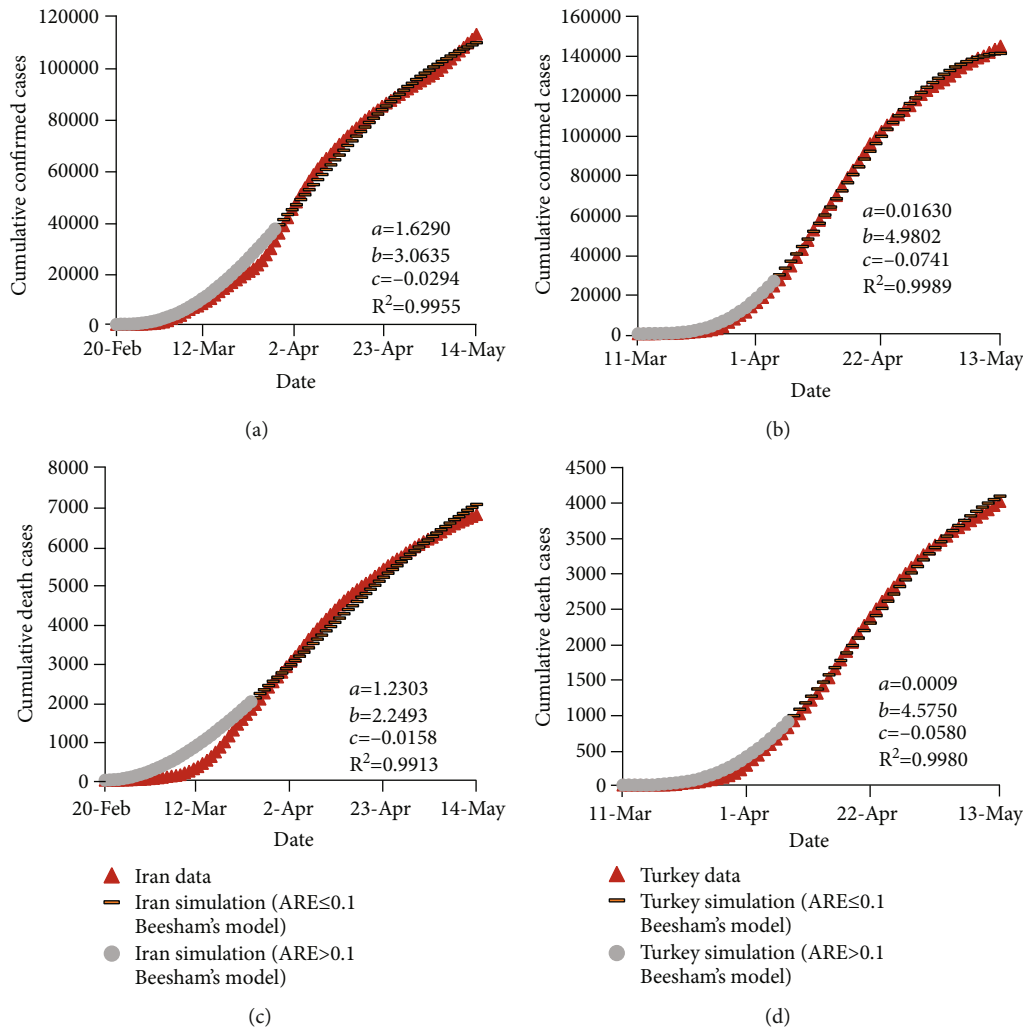 120000
100000
80000
60000
40000
20000
0
Cumulative confirmed cases
20-Feb
12-Mar
2-Apr
23-Apr
14-May
Date
a=1.6290
b=3.0635
c=−0.0294
R²=0.9955
(a)
160000
140000
120000
100000
80000
60000
40000
20000
0
Cumulative confirmed cases
11-Mar
1-Apr
22-Apr
13-May
Date
a=0.01630
b=4.9802
c=−0.0741
R²=0.9989
(b)
8000
7000
6000
5000
4000
3000
2000
1000
0
Cumulative death cases
20-Feb
12-Mar
2-Apr
23-Apr
14-May
Date
a=1.2303
b=2.2493
c=−0.0158
R²=0.9913
Iran data
Iran simulation (ARE≤0.1
Beesham's model)
Iran simulation (ARE>0.1
Beesham's model)
(c)
4500
4000
3500
3000
2500
2000
1500
1000
500
0
Cumulative death cases
11-Mar
1-Apr
22-Apr
13-May
Date
a=0.0009
b=4.5750
c=−0.0580
R²=0.9980
Turkey data
Turkey simulation (ARE≤0.1
Beesham's model)
Turkey simulation (ARE>0.1
Beesham's model)
(d)